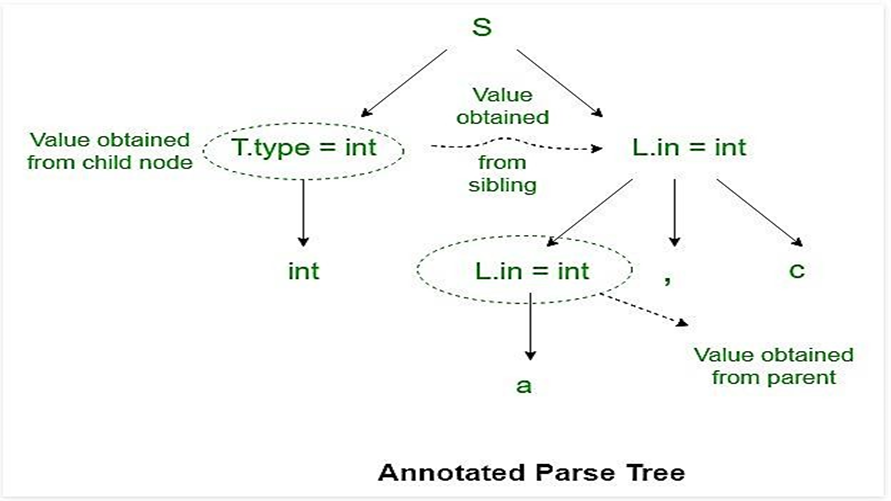 S
Value
obtained
from
sibling
Value obtained
from child node
T.type = int
L.in = int
int
L.in = int
,
c
Value obtained
from parent
a
Annotated Parse Tree